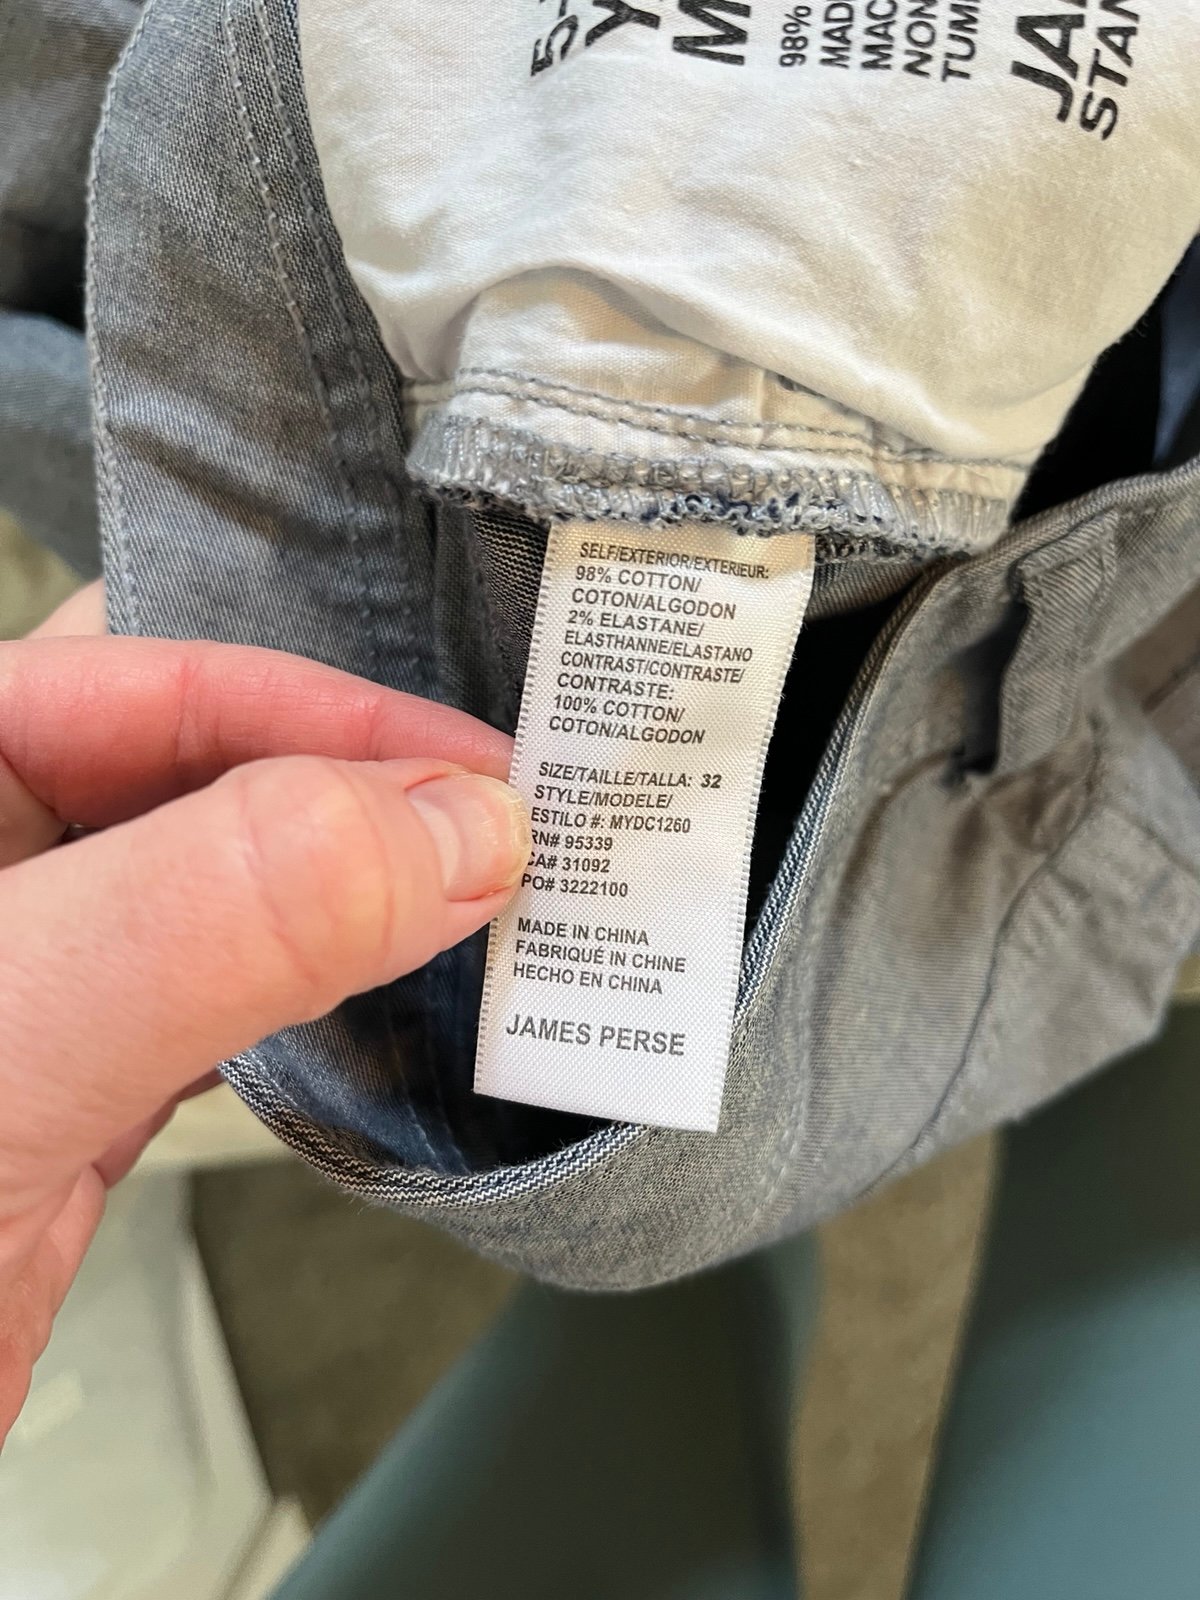 98%
SELF/EXTERIOR/EXTERIEUR:
98% COTTON/
COTON/ALGODON
2% ELASTANE/
ELASTHANNE/ELASTANO
CONTRAST/CONTRASTE/
CONTRASTE:
100% COTTON/
COTON/ALGODON
SIZE/TAILLE/TALLA: 32
STYLE/MODELE/
ESTILO #: MYDC1260
RN# 95339
CA# 31092
PO# 3222100
MADE IN CHINA
FABRIQUÉ IN CHINE
HECHO EN CHINA
JAMES PERSE